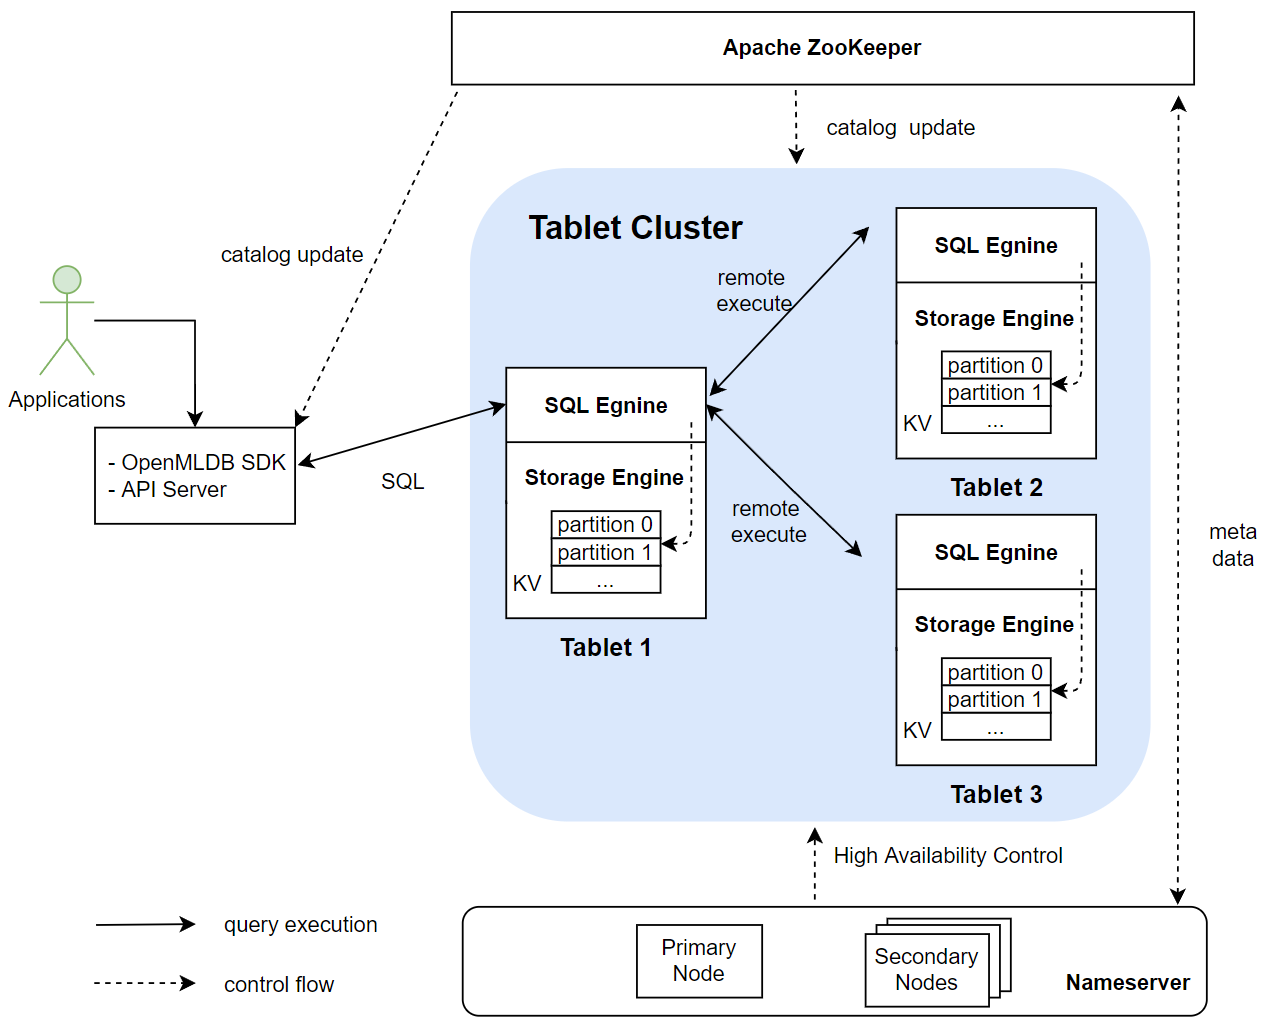 Apache ZooKeeper
catalog update
Tablet Cluster
catalog update
Applications
- OpenMLDB SDK
- API Server
SQL
SQL Egnine
Storage Engine
partition 0
partition 1
...
KV
Tablet 1
remote
execute
remote
execute
SQL Egnine
Storage Engine
partition 0
partition 1
...
KV
Tablet 2
SQL Egnine
Storage Engine
partition 0
partition 1
...
KV
Tablet 3
meta
data
High Availability Control
query execution
control flow
Primary
Node
Secondary
Nodes
Nameserver